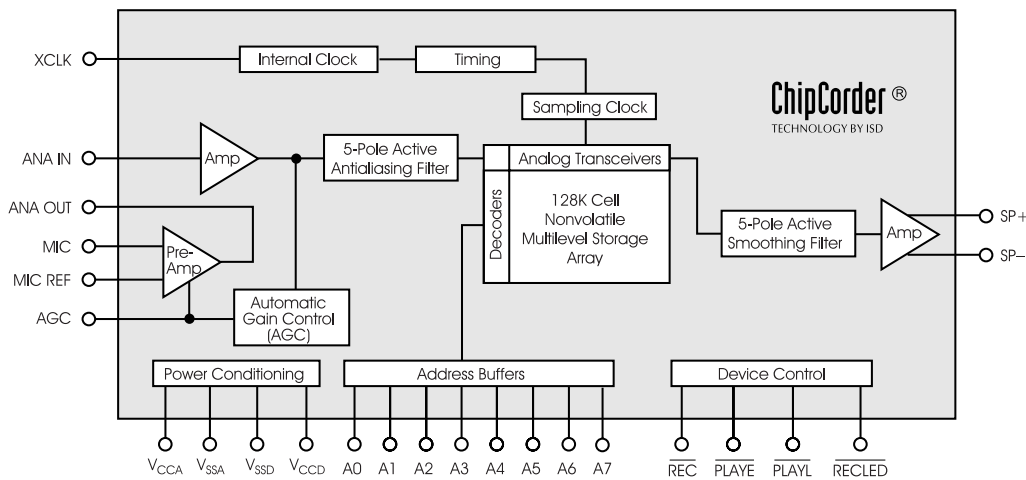 XCLK
Internal Clock
Timing
Sampling Clock
ChipCorder ®
TECHNOLOGY BY ISD
ANA IN
Amp
5-Pole Active
Antialiasing Filter
Analog Transceivers
Decoders
128K Cell
Nonvolatile
Multilevel Storage
Array
5-Pole Active
Smoothing Filter
Amp
SP+
SP–
ANA OUT
MIC
Pre-
Amp
MIC REF
AGC
Automatic
Gain Control
(AGC)
Power Conditioning
Address Buffers
Device Control
VCCA VSSA VSSD VCCD A0 A1 A2 A3 A4 A5 A6 A7 REC PLAYE PLAYL RECLED